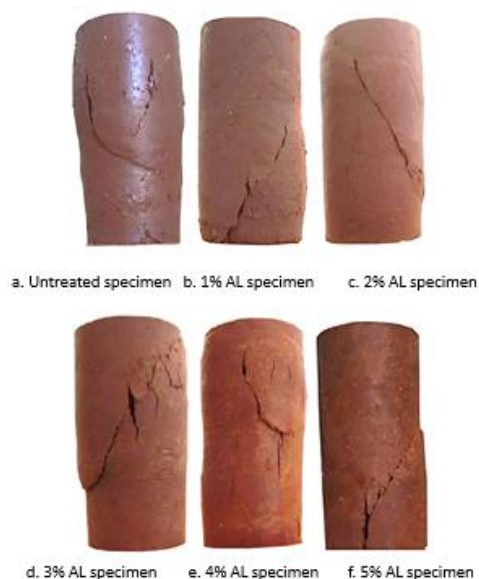 a. Untreated specimen b. 1% AL specimen c. 2% AL specimen
d. 3% AL specimen e. 4% AL specimen f. 5% AL specimen